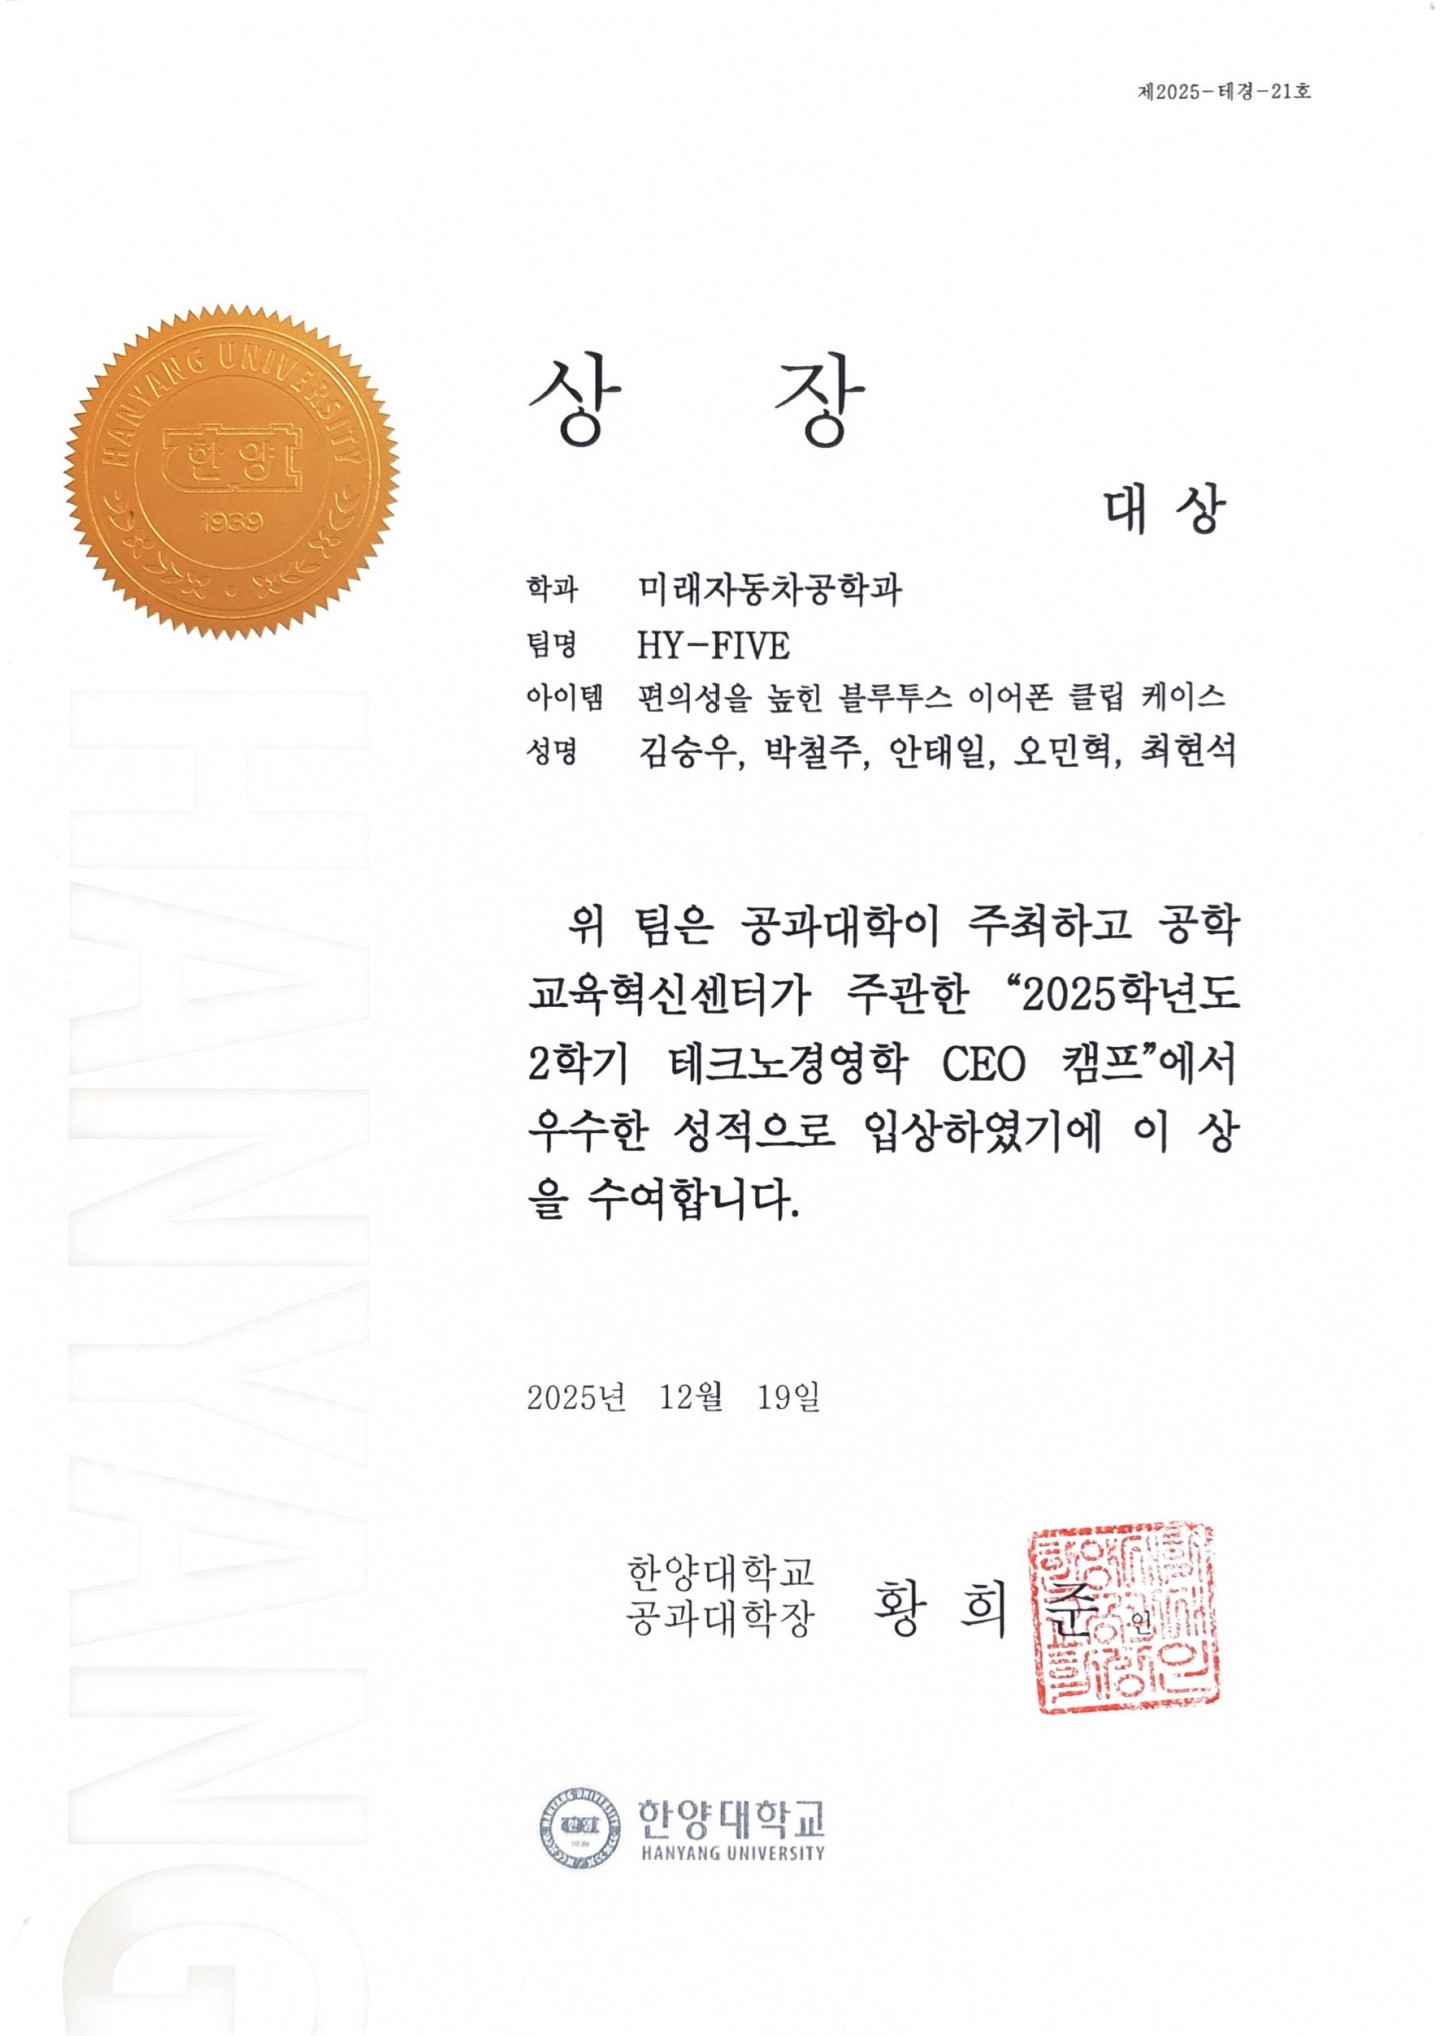 제2025-테경-21호
HANYANG UNIVERSITY
한양
1939
상 장
대 상
학과 미래자동차공학과
팀명 HY-FIVE
아이템 편의성을 높힌 블루투스 이어폰 클립 케이스
성명 김승우, 박철주, 안태일, 오민혁, 최현석
위 팀은 공과대학이 주최하고 공학
교육혁신센터가 주관한 “2025학년도
2학기 테크노경영학 CEO 캠프”에서
우수한 성적으로 입상하였기에 이 상
을 수여합니다.
2025년 12월 19일
한양대학교
공과대학장 황 희 준 인
한양대학교
HANYANG UNIVERSITY
HANYANG